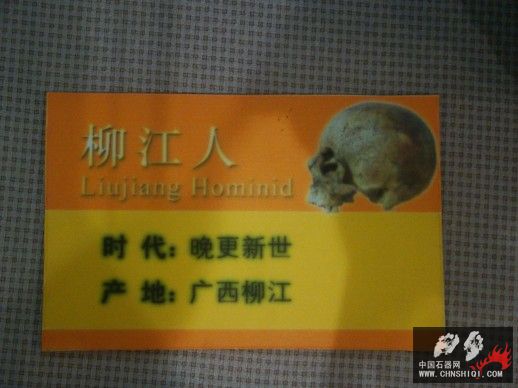 柳江人
Liujiang Hominid
时 代：晚更新世
产 地：广西柳江
中国石器网
WWW.CHNSHIQI.COM